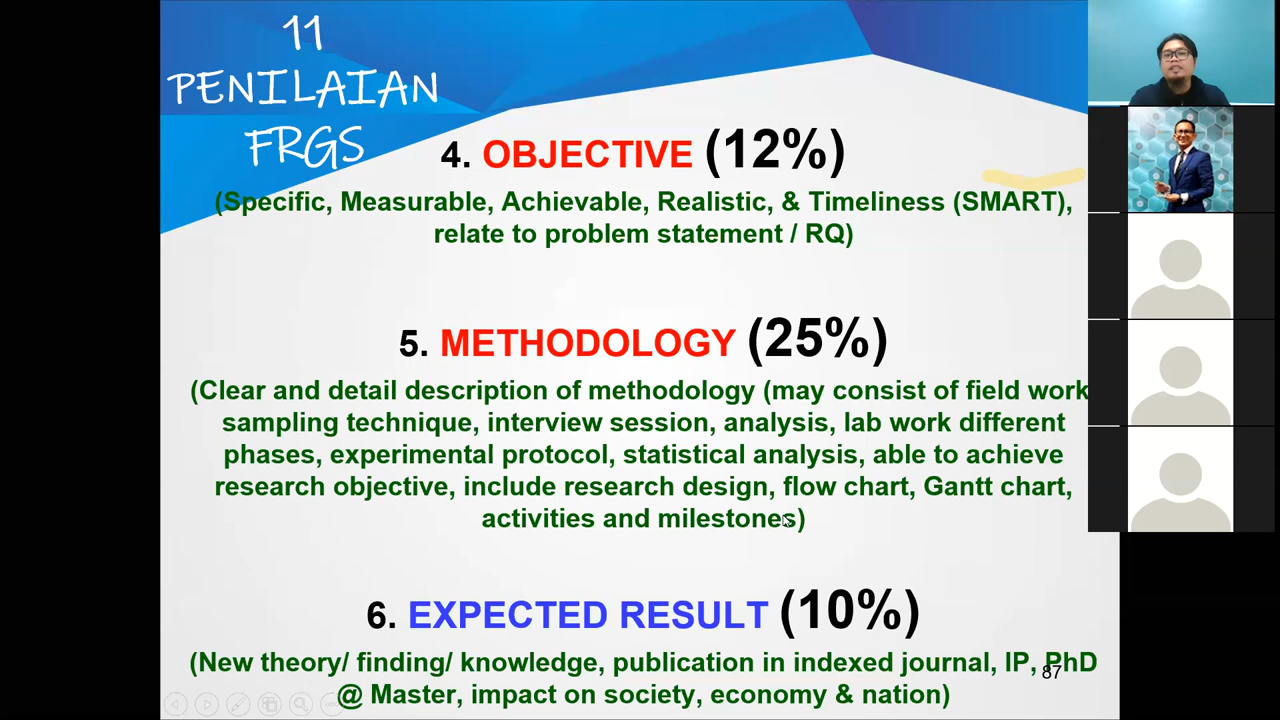 11
PENILAIAN
FRGS
4. OBJECTIVE (12%)
(Specific, Measurable, Achievable, Realistic, & Timeliness (SMART),
relate to problem statement / RQ)
5. METHODOLOGY (25%)
(Clear and detail description of methodology (may consist of field work
sampling technique, interview session, analysis, lab work different
phases, experimental protocol, statistical analysis, able to achieve
research objective, include research design, flow chart, Gantt chart,
activities and milestones)
6. EXPECTED RESULT (10%)
(New theory/ finding/ knowledge, publication in indexed journal, IP, PhD
@ Master, impact on society, economy & nation)
87